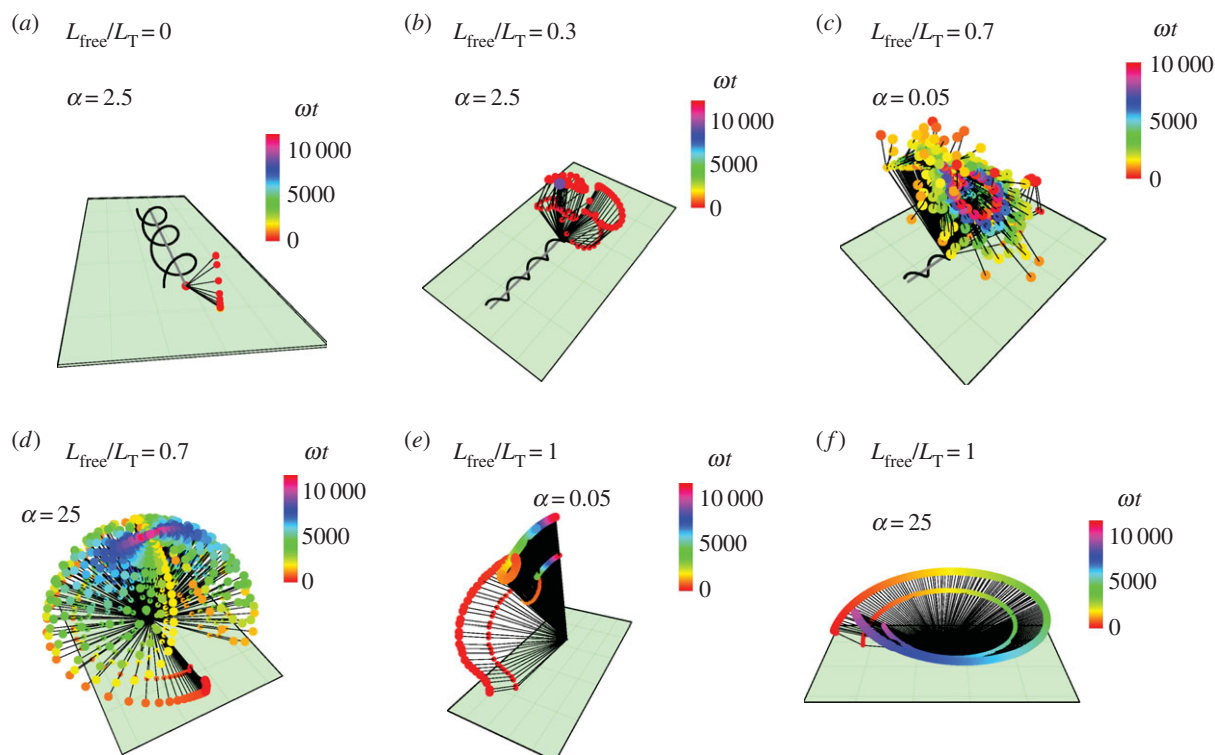 (a) L_free/L_T = 0
α = 2.5
ωt
10 000
5000
0
(b) L_free/L_T = 0.3
α = 2.5
ωt
10 000
5000
0
(c) L_free/L_T = 0.7
α = 0.05
ωt
10 000
5000
0
(d) L_free/L_T = 0.7
α = 25
ωt
10 000
5000
0
(e) L_free/L_T = 1
α = 0.05
ωt
10 000
5000
0
(f) L_free/L_T = 1
α = 25
ωt
10 000
5000
0